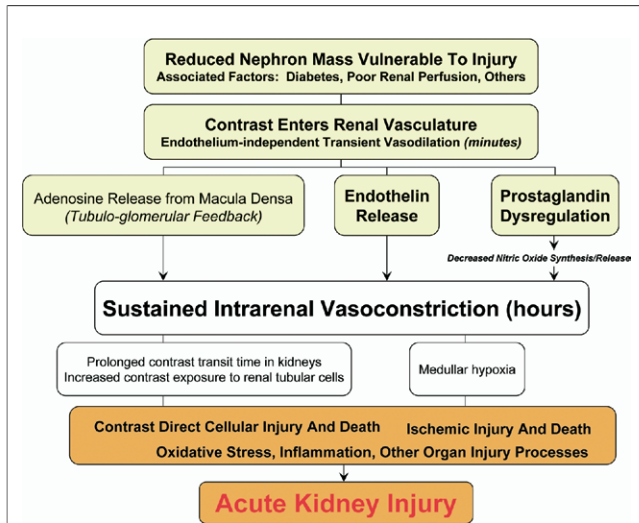 Reduced Nephron Mass Vulnerable To Injury
Associated Factors: Diabetes, Poor Renal Perfusion, Others
Contrast Enters Renal Vasculature
Endothelium-independent Transient Vasodilation (minutes)
Adenosine Release from Macula Densa
(Tubulo-glomerular Feedback)
Endothelin
Release
Prostaglandin
Dysregulation
Decreased Nitric Oxide Synthesis/Release
Sustained Intrarenal Vasoconstriction (hours)
Prolonged contrast transit time in kidneys
Increased contrast exposure to renal tubular cells
Medullar hypoxia
Contrast Direct Cellular Injury And Death
Ischemic Injury And Death
Oxidative Stress, Inflammation, Other Organ Injury Processes
Acute Kidney Injury